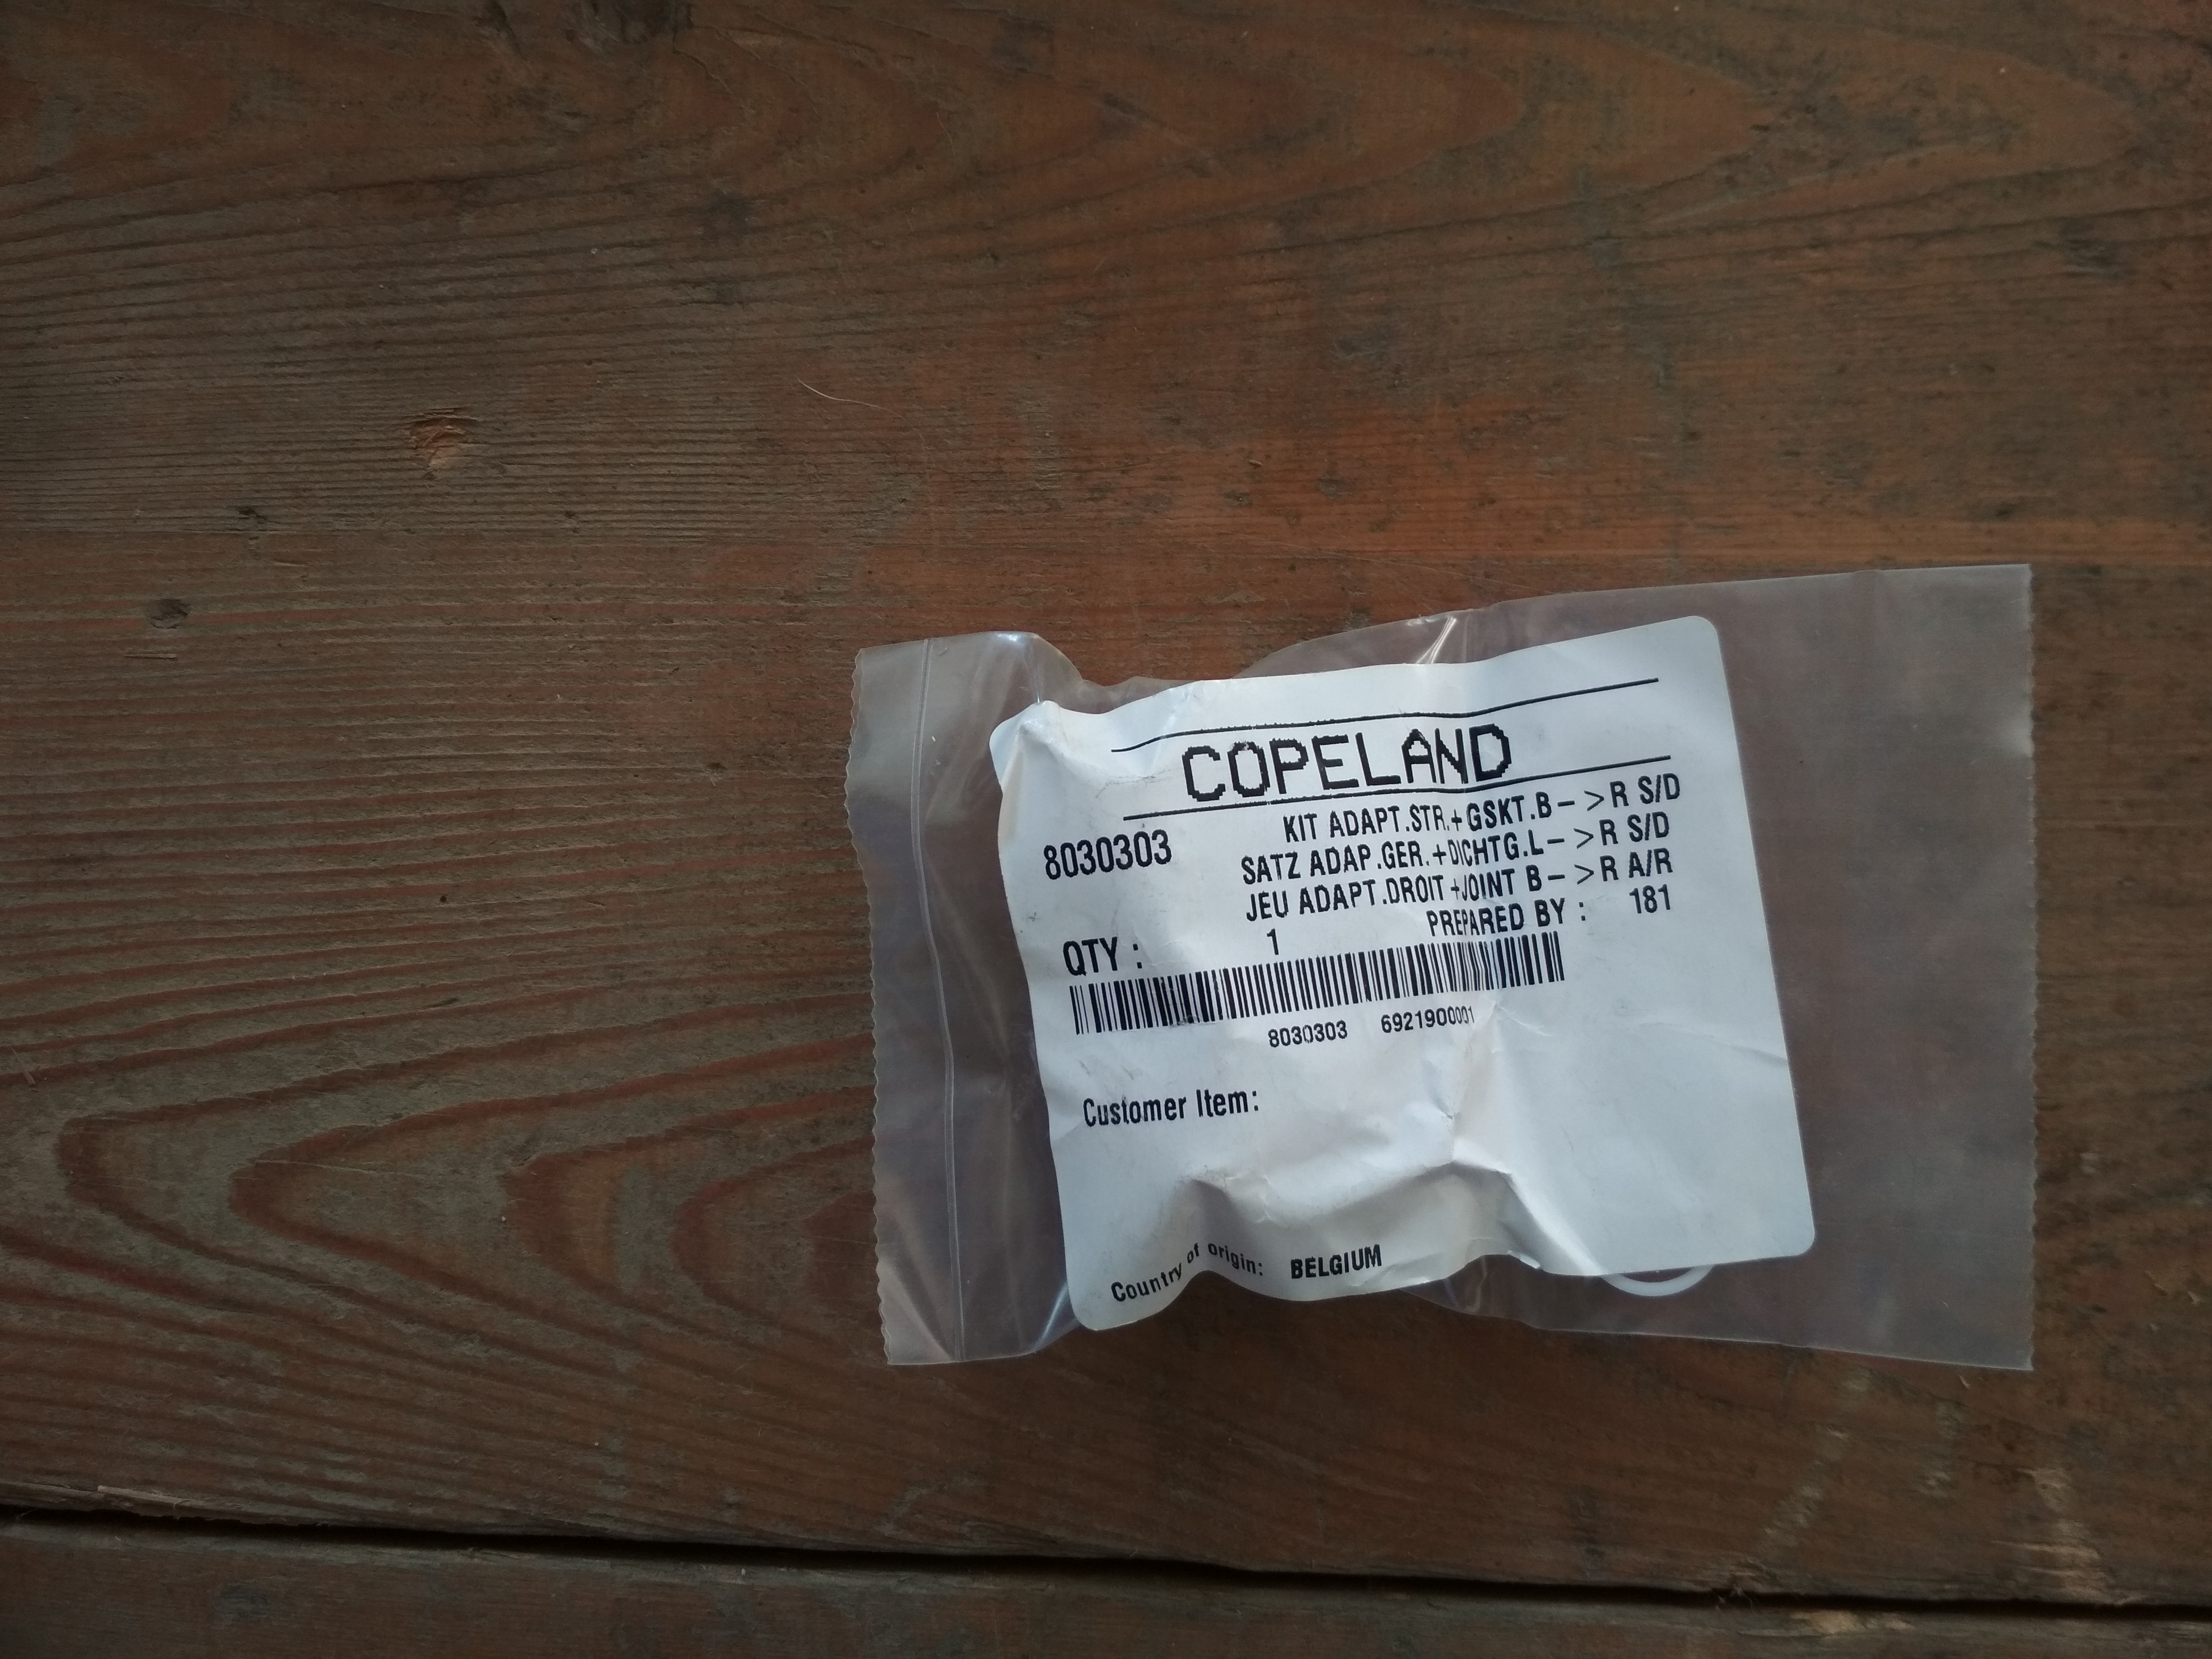 COPELAND
8030303
KIT ADAPT.STR.+GSKT.B- >R S/D
SATZ ADAP.GER.+DICHTG.L- >R S/D
JEU ADAPT.DROIT+JOINT B- >R A/R
PREPARED BY : 181
QTY : 1
8030303 6921900001
Customer Item:
Country of origin: BELGIUM